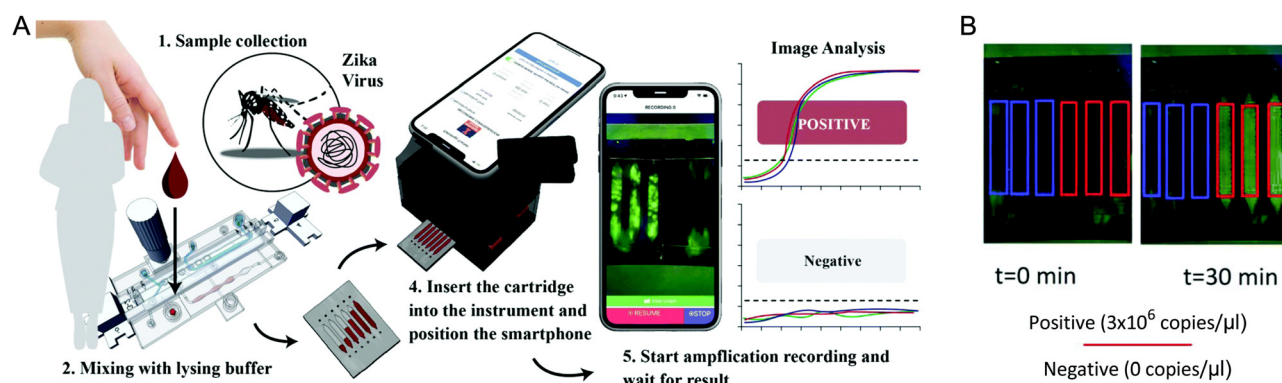 A
1. Sample collection
Zika
Virus
2. Mixing with lysing buffer
4. Insert the cartridge
into the instrument and
position the smartphone
RECORDING 0
RESUME
STOP
5. Start ampflication recording and
wait for result
Image Analysis
POSITIVE
Negative
B
t=0 min
t=30 min
Positive (3x10⁶ copies/µl)
Negative (0 copies/µl)